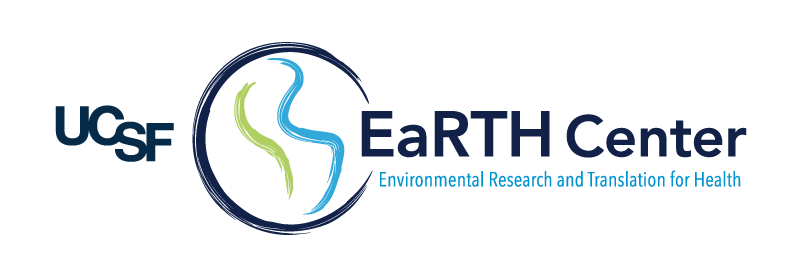 UCSF
EaRTH Center
Environmental Research and Translation for Health